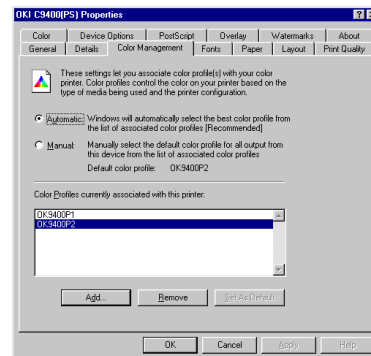 OKI C9400(PS) Properties
Color Device Options PostScript Overlay Watermarks About
General Details Color Management Fonts Paper Layout Print Quality
These settings let you associate color profile(s) with your color
printer. Color profiles control the color on your printer based on the
type of media being used and the printer configuration.
Automatic: Windows will automatically select the best color profile from
the list of associated color profiles [Recommended]
Manual: Manually select the default color profile for all output from
this device from the list of associated color profiles
Default color profile: OK9400P2
Color Profiles currently associated with this printer:
OK9400P1
OK9400P2
Add... Remove Set As Default
OK Cancel Apply Help